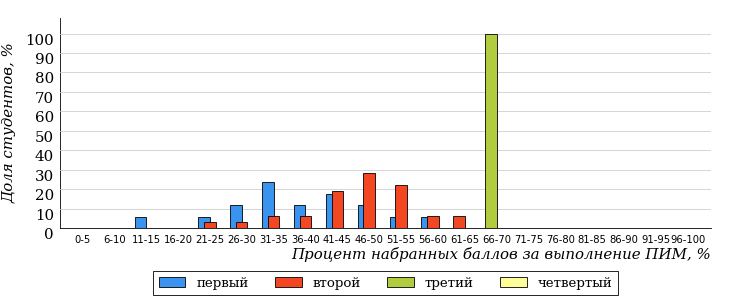 Доля студентов, %
100
90
80
70
60
50
40
30
20
10
0
0-5 6-10 11-15 16-20 21-25 26-30 31-35 36-40 41-45 46-50 51-55 56-60 61-65 66-70 71-75 76-80 81-85 86-90 91-95 96-100
Процент набранных баллов за выполнение ПИМ, %
первый второй третий четвертый